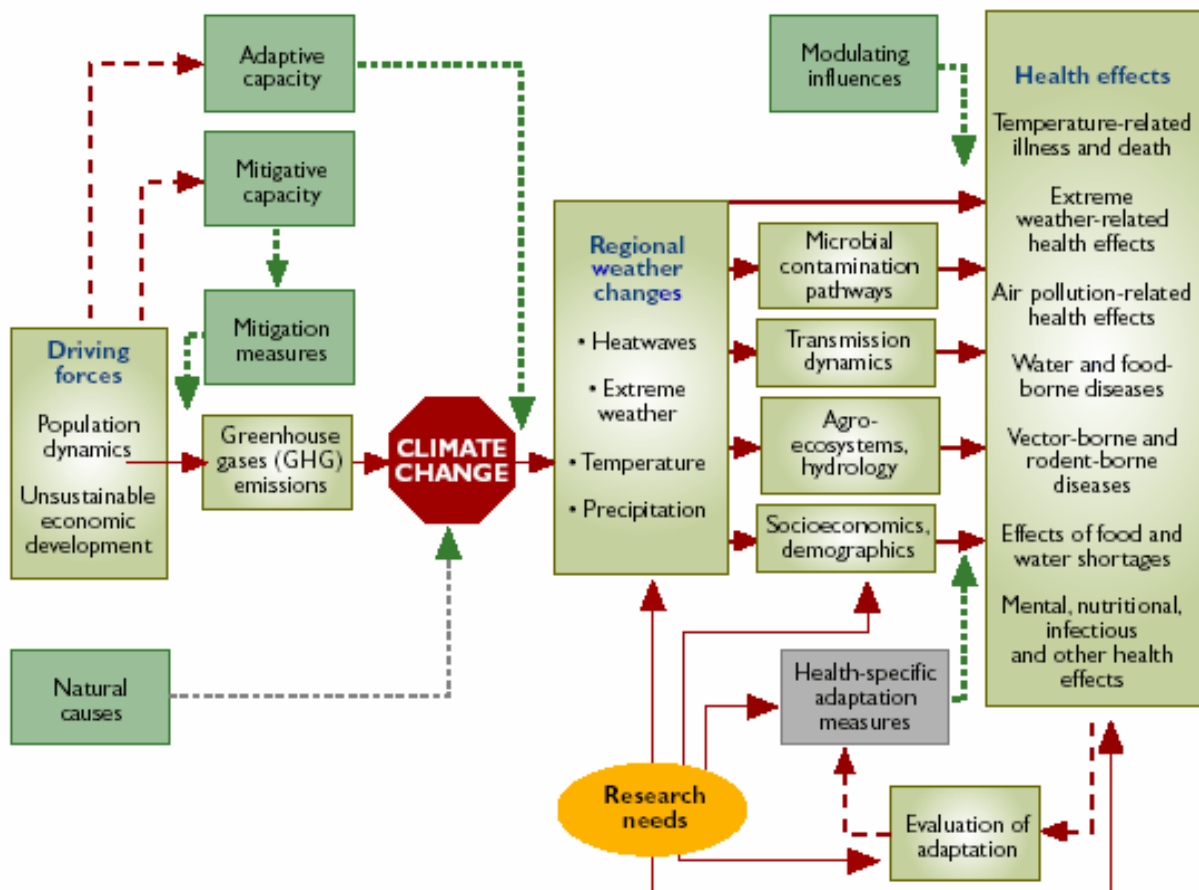 Adaptive
capacity
Mitigative
capacity
Mitigation
measures
Driving
forces
Population
dynamics
Unsustainable
economic
development
Greenhouse
gases (GHG)
emissions
CLIMATE
CHANGE
Natural
causes
Regional
weather
changes
• Heatwaves
• Extreme
weather
• Temperature
• Precipitation
Modulating
influences
Microbial
contamination
pathways
Transmission
dynamics
Agro-
ecosystems,
hydrology
Socioeconomics,
demographics
Health-specific
adaptation
measures
Research
needs
Evaluation of
adaptation
Health effects
Temperature-related
illness and death
Extreme
weather-related
health effects
Air pollution-related
health effects
Water and food-
borne diseases
Vector-borne and
rodent-borne
diseases
Effects of food and
water shortages
Mental, nutritional,
infectious
and other health
effects